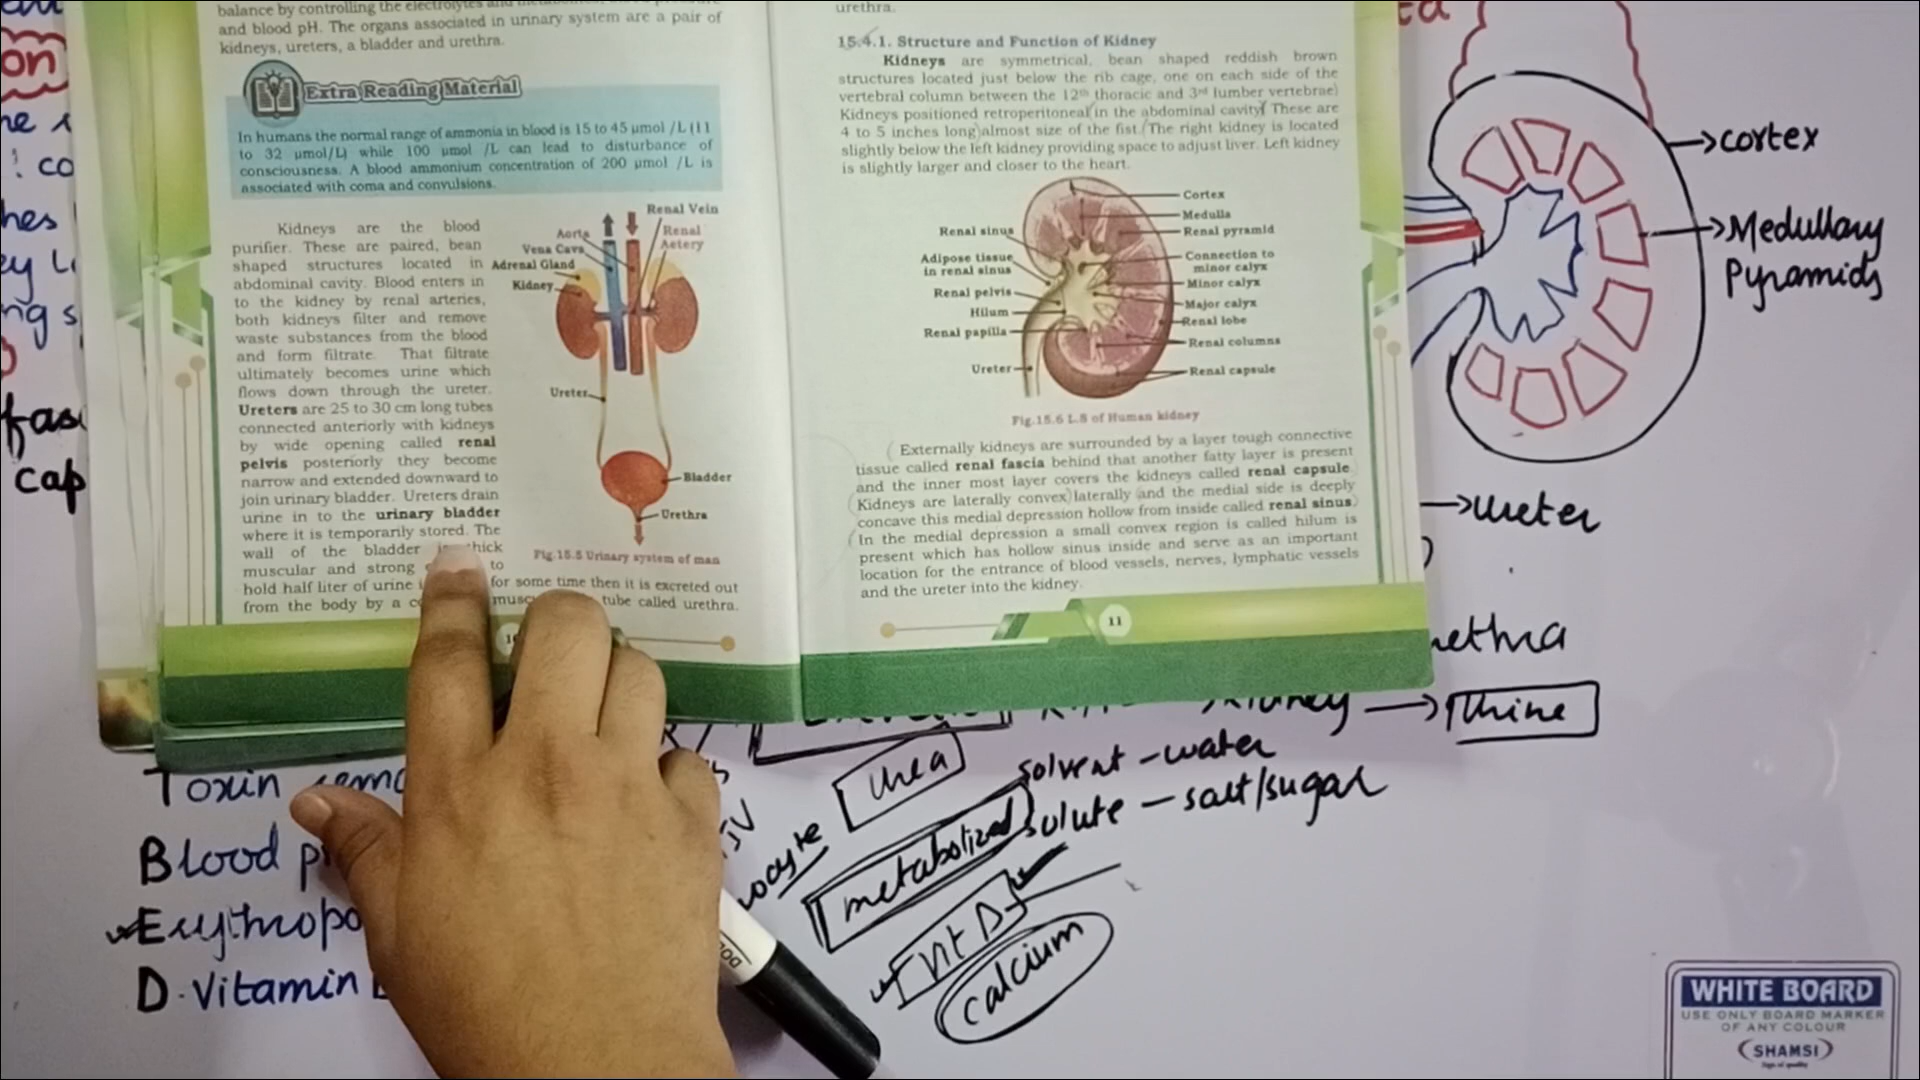 balance by controlling the electrolytes
and blood pH. The organs associated in urinary system are a pair of
kidneys, ureters, a bladder and urethra.
Extra Reading Material
In humans the normal range of ammonia in blood is 15 to 45 µmol /L (11
to 32 µmol/L) while 100 µmol /L can lead to disturbance of
consciousness. A blood ammonium concentration of 200 µmol /L is
associated with coma and convulsions.
Kidneys are the blood
purifier. These are paired, bean
shaped structures located in
abdominal cavity. Blood enters in
to the kidney by renal arteries,
both kidneys filter and remove
waste substances from the blood
and form filtrate. That filtrate
ultimately becomes urine which
flows down through the ureter.
Ureters are 25 to 30 cm long tubes
connected anteriorly with kidneys
by wide opening called renal
pelvis posteriorly they become
narrow and extended downward to
join urinary bladder. Ureters drain
urine in to the urinary bladder
where it is temporarily stored. The
wall of the bladder thick
muscular and strong to
hold half liter of urine for some time then it is excreted out
from the body by a tube called urethra.
Renal Vein
Aorta
Renal
Aetery
Vena Cava
Adrenal Gland
Kidney
Ureter
Bladder
Urethra
Fig.15.5 Urinary system of man
urethra.
15.4.1. Structure and Function of Kidney
Kidneys are symmetrical, bean shaped reddish brown
structures located just below the rib cage, one on each side of the
vertebral column between the 12th thoracic and 3rd lumber vertebrae
Kidneys positioned retroperitoneal in the abdominal cavity. These are
4 to 5 inches long almost size of the fist. The right kidney is located
slightly below the left kidney providing space to adjust liver. Left kidney
is slightly larger and closer to the heart.
Renal sinus
Adipose tissue
in renal sinus
Renal pelvis
Hilum
Renal papilla
Ureter
Cortex
Medulla
Renal pyramid
Connection to
minor calyx
Minor calyx
Major calyx
Renal lobe
Renal columns
Renal capsule
Fig.15.6 L.S of Human kidney
Externally kidneys are surrounded by a layer tough connective
tissue called renal fascia behind that another fatty layer is present
and the inner most layer covers the kidneys called renal capsule.
Kidneys are laterally convex laterally and the medial side is deeply
concave this medial depression hollow from inside called renal sinus.
In the medial depression a small convex region is called hilum is
present which has hollow sinus inside and serve as an important
location for the entrance of blood vessels, nerves, lymphatic vessels
and the ureter into the kidney.
11
cortex
Medullary
Pyramids
ureter
Kidney
Toxin
Blood
Erythropo
D. Vitamin
urea
solvent - water
solute - salt/sugar
metabolized
Vit D
calcium
WHITE BOARD
USE ONLY BOARD MARKER
OF ANY COLOUR
SHAMSI